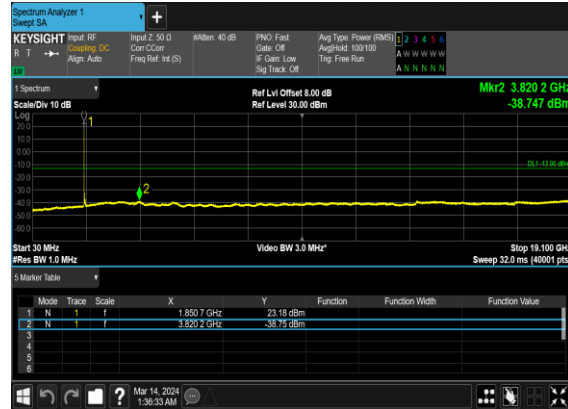 Spectrum Analyzer 1
Swept SA
+
KEYSIGHT
R T
Input: RF
Coupling: DC
Align: Auto
Input Z: 50 Ω
Corr CCorr
Freq Ref: Int (S)
#Atten: 40 dB
PNO: Fast
Gate: Off
IF Gain: Low
Sig Track: Off
Avg Type: Power (RMS)
Avg|Hold: 100/100
Trig: Free Run
1 2 3 4 5 6
A W W W W W
A N N N N N
1 Spectrum
Scale/Div 10 dB
Ref Lvl Offset 8.00 dB
Ref Level 30.00 dBm
Mkr2 3.820 2 GHz
-38.747 dBm
Log
20.0
10.0
0.00
-10.0
-20.0
-30.0
-40.0
-50.0
-60.0
1
2
DL1 -13.00 dBm
Start 30 MHz
#Res BW 1.0 MHz
Video BW 3.0 MHz*
Stop 19.100 GHz
Sweep 32.0 ms (40001 pts)
5 Marker Table
Mode Trace Scale X Y Function Function Width Function Value
1 N 1 f 1.850 7 GHz 23.18 dBm
2 N 1 f 3.820 2 GHz -38.75 dBm
3
4
5
6
?
Mar 14, 2024
1:36:33 AM